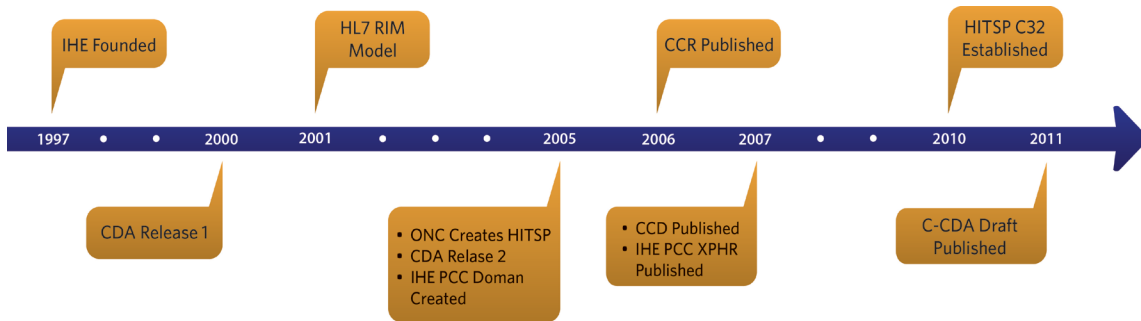 IHE Founded
HL7 RIM
Model
CCR Published
HITSP C32
Established
1997 2000 2001 2005 2006 2007 2010 2011
CDA Release 1
• ONC Creates HITSP
• CDA Relase 2
• IHE PCC Doman
Created
• CCD Published
• IHE PCC XPHR
Published
C-CDA Draft
Published